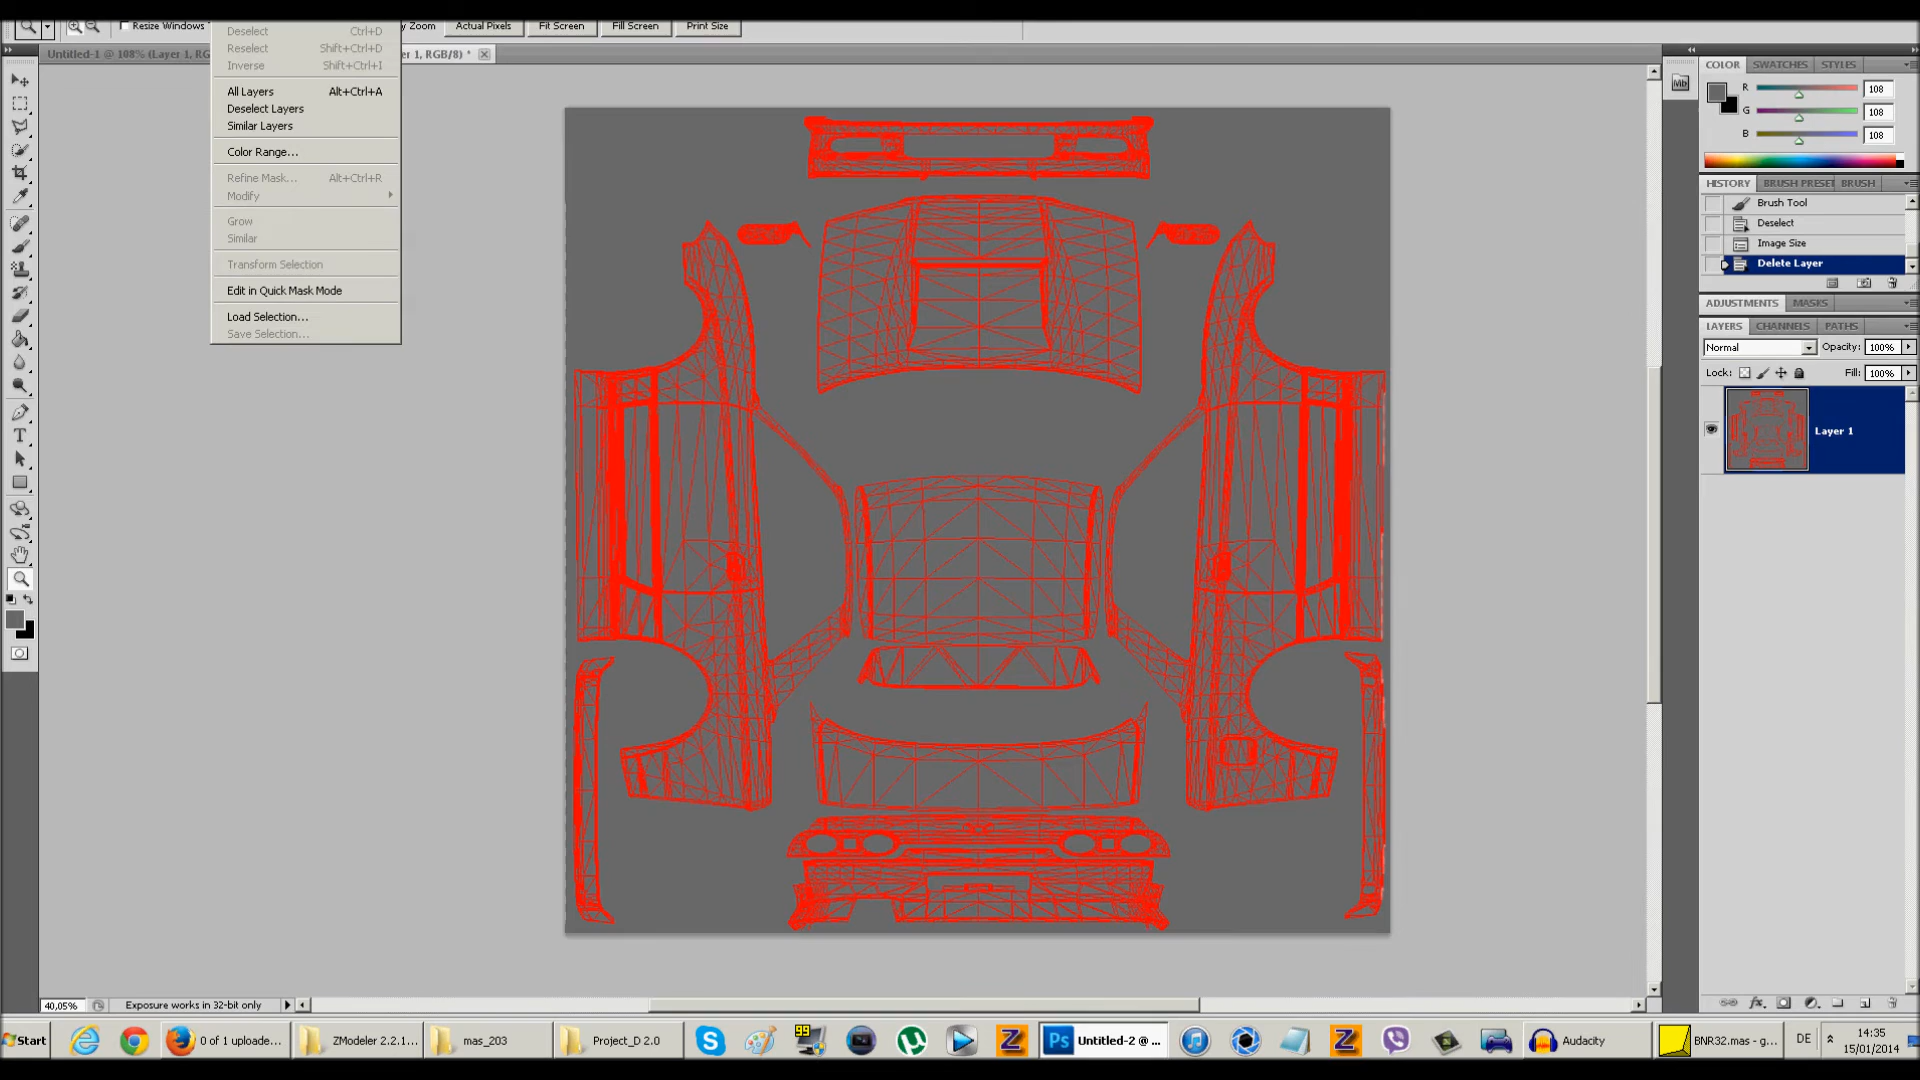 Resize Windows
y Zoom
Actual Pixels
Fit Screen
Fill Screen
Print Size
Untitled-1 @ 108% (Layer 1, RG
er 1, RGB/8) *
Deselect Ctrl+D
Reselect Shift+Ctrl+D
Inverse Shift+Ctrl+I
All Layers Alt+Ctrl+A
Deselect Layers
Similar Layers
Color Range...
Refine Mask... Alt+Ctrl+R
Modify
Grow
Similar
Transform Selection
Edit in Quick Mask Mode
Load Selection...
Save Selection...
Mb
COLOR SWATCHES STYLES
R 108
G 108
B 108
HISTORY BRUSH PRESET BRUSH
Brush Tool
Deselect
Image Size
Delete Layer
ADJUSTMENTS MASKS
LAYERS CHANNELS PATHS
Normal Opacity: 100%
Lock: Fill: 100%
Layer 1
40,05% Exposure works in 32-bit only
Start
0 of 1 uploade...
ZModeler 2.2.1...
mas_203
Project_D 2.0
99
Ps
Untitled-2 @ ...
Audacity
BNR32.mas - g...
DE
14:35
15/01/2014